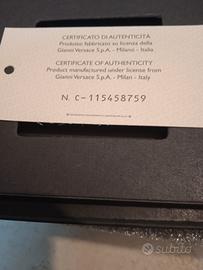 CERTIFICATO DI AUTENTICITÀ
Prodotto fabbricato su licenza della
Gianni Versace S.p.A. - Milano - Italia
CERTIFICATE OF AUTHENTICITY
Product manufactured under license from
Gianni Versace S.p.A. - Milan - Italy
N. C-115458759
subito